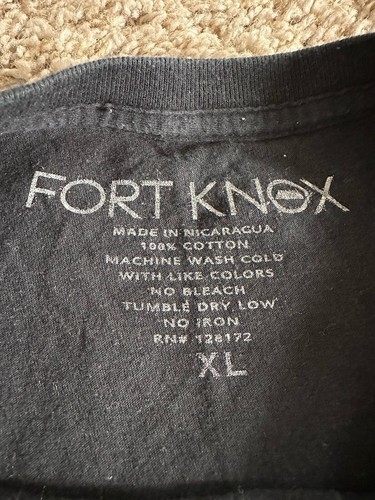 FORT KNOX
MADE IN NICARAGUA
100% COTTON
MACHINE WASH COLD
WITH LIKE COLORS
NO BLEACH
TUMBLE DRY LOW
NO IRON
RN# 128172
XL